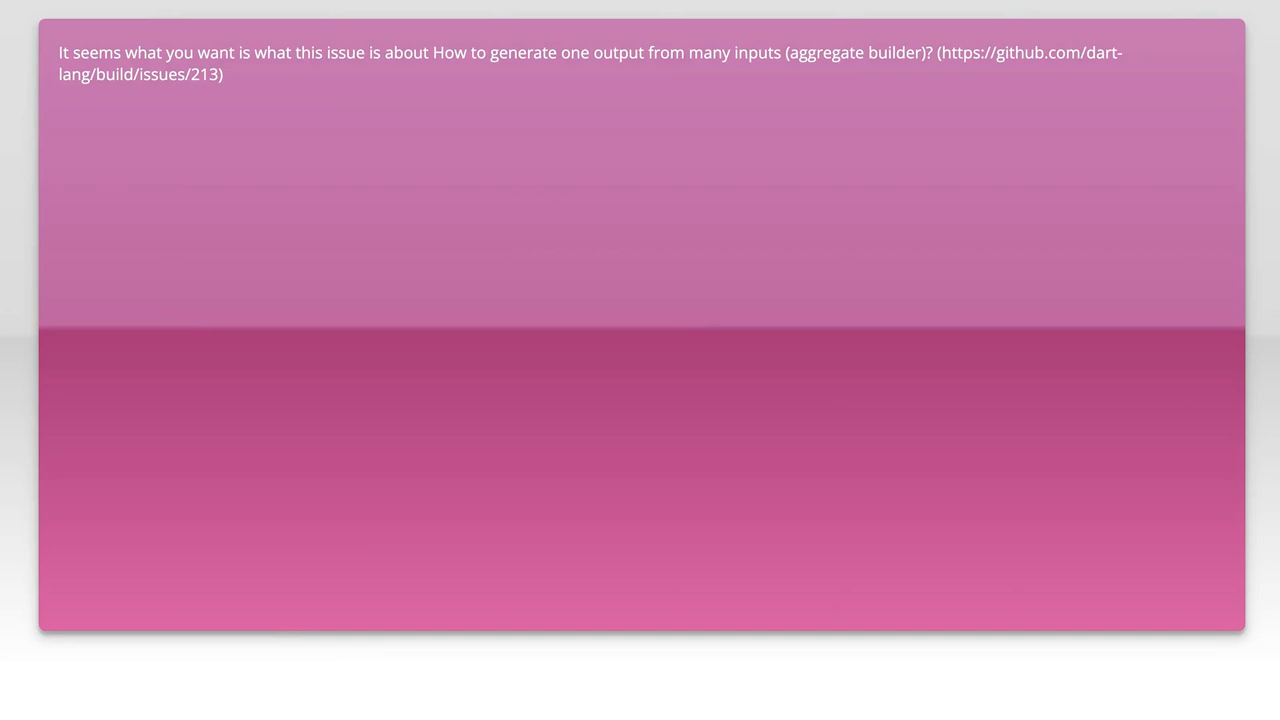 It seems what you want is what this issue is about How to generate one output from many inputs (aggregate builder)? (https://github.com/dart-
lang/build/issues/213)